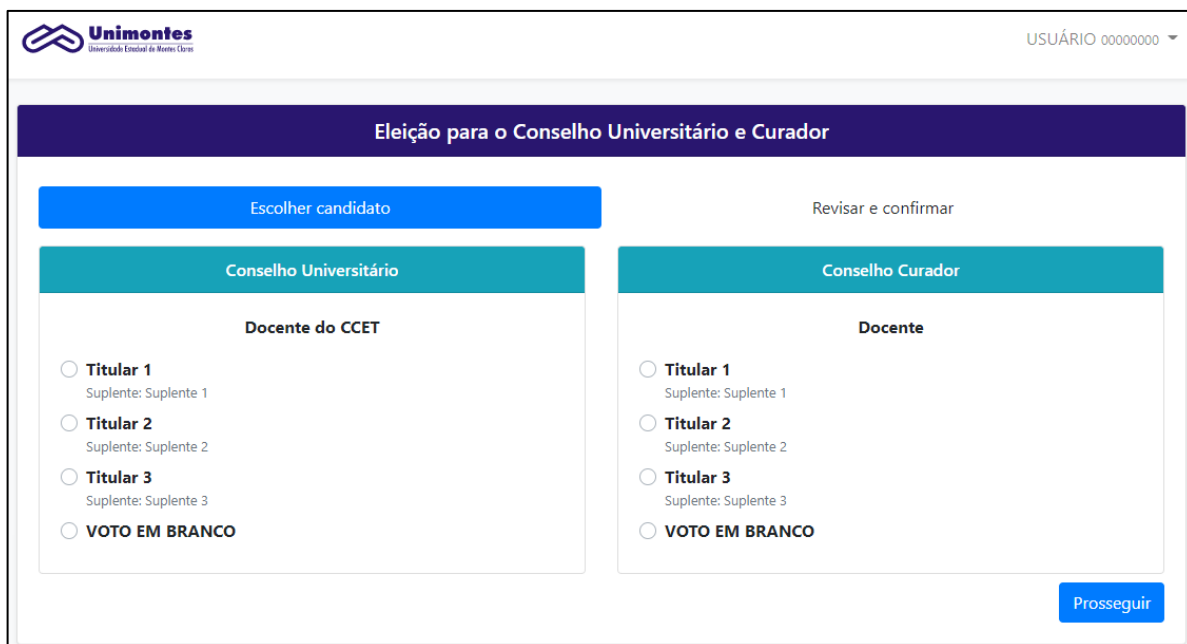 Unimontes
Universidade Estadual de Montes Claros
USUÁRIO 00000000
Eleição para o Conselho Universitário e Curador
Escolher candidato
Revisar e confirmar
Conselho Universitário
Docente do CCET
Titular 1
Suplente: Suplente 1
Titular 2
Suplente: Suplente 2
Titular 3
Suplente: Suplente 3
VOTO EM BRANCO
Conselho Curador
Docente
Titular 1
Suplente: Suplente 1
Titular 2
Suplente: Suplente 2
Titular 3
Suplente: Suplente 3
VOTO EM BRANCO
Prosseguir